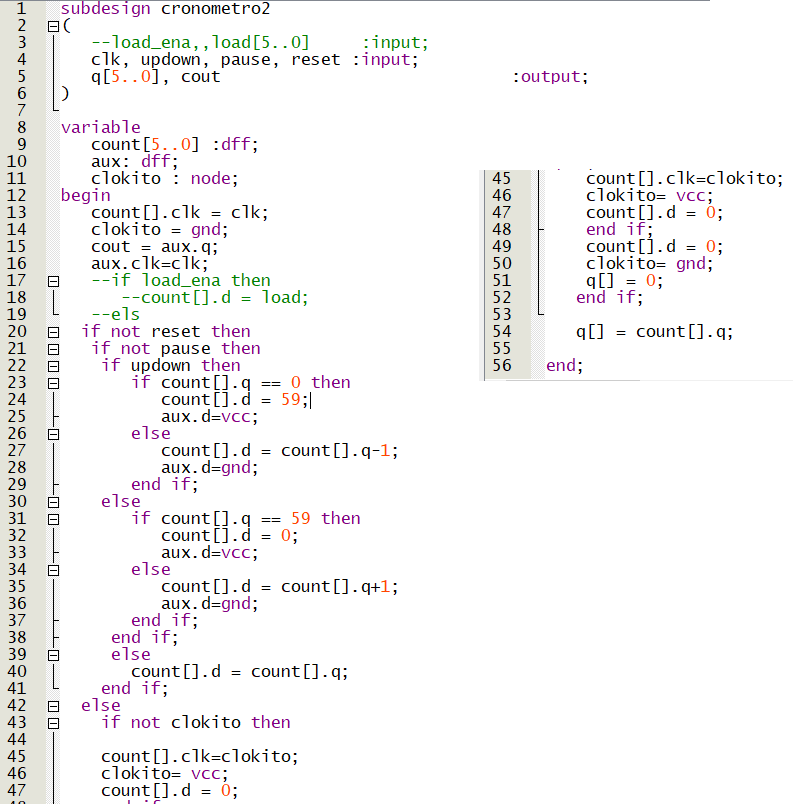 1 subdesign cronometro2
2 (
3 --load_ena,,load[5..0] :input;
4 clk, updown, pause, reset :input;
5 q[5..0], cout :output;
6 )
7
8 variable
9 count[5..0] :dff;
10 aux: dff;
11 clokito : node;
12 begin
13 count[].clk = clk;
14 clokito = gnd;
15 cout = aux.q;
16 aux.clk=clk;
17 --if load_ena then
18 --count[].d = load;
19 --els
20 if not reset then
21 if not pause then
22 if updown then
23 if count[].q == 0 then
24 count[].d = 59;
25 aux.d=vcc;
26 else
27 count[].d = count[].q-1;
28 aux.d=gnd;
29 end if;
30 else
31 if count[].q == 59 then
32 count[].d = 0;
33 aux.d=vcc;
34 else
35 count[].d = count[].q+1;
36 aux.d=gnd;
37 end if;
38 end if;
39 else
40 count[].d = count[].q;
41 end if;
42 else
43 if not clokito then
44
45 count[].clk=clokito;
46 clokito= vcc;
47 count[].d = 0;
45 count[].clk=clokito;
46 clokito= vcc;
47 count[].d = 0;
48 end if;
49 count[].d = 0;
50 clokito= gnd;
51 q[] = 0;
52 end if;
53
54 q[] = count[].q;
55
56 end;